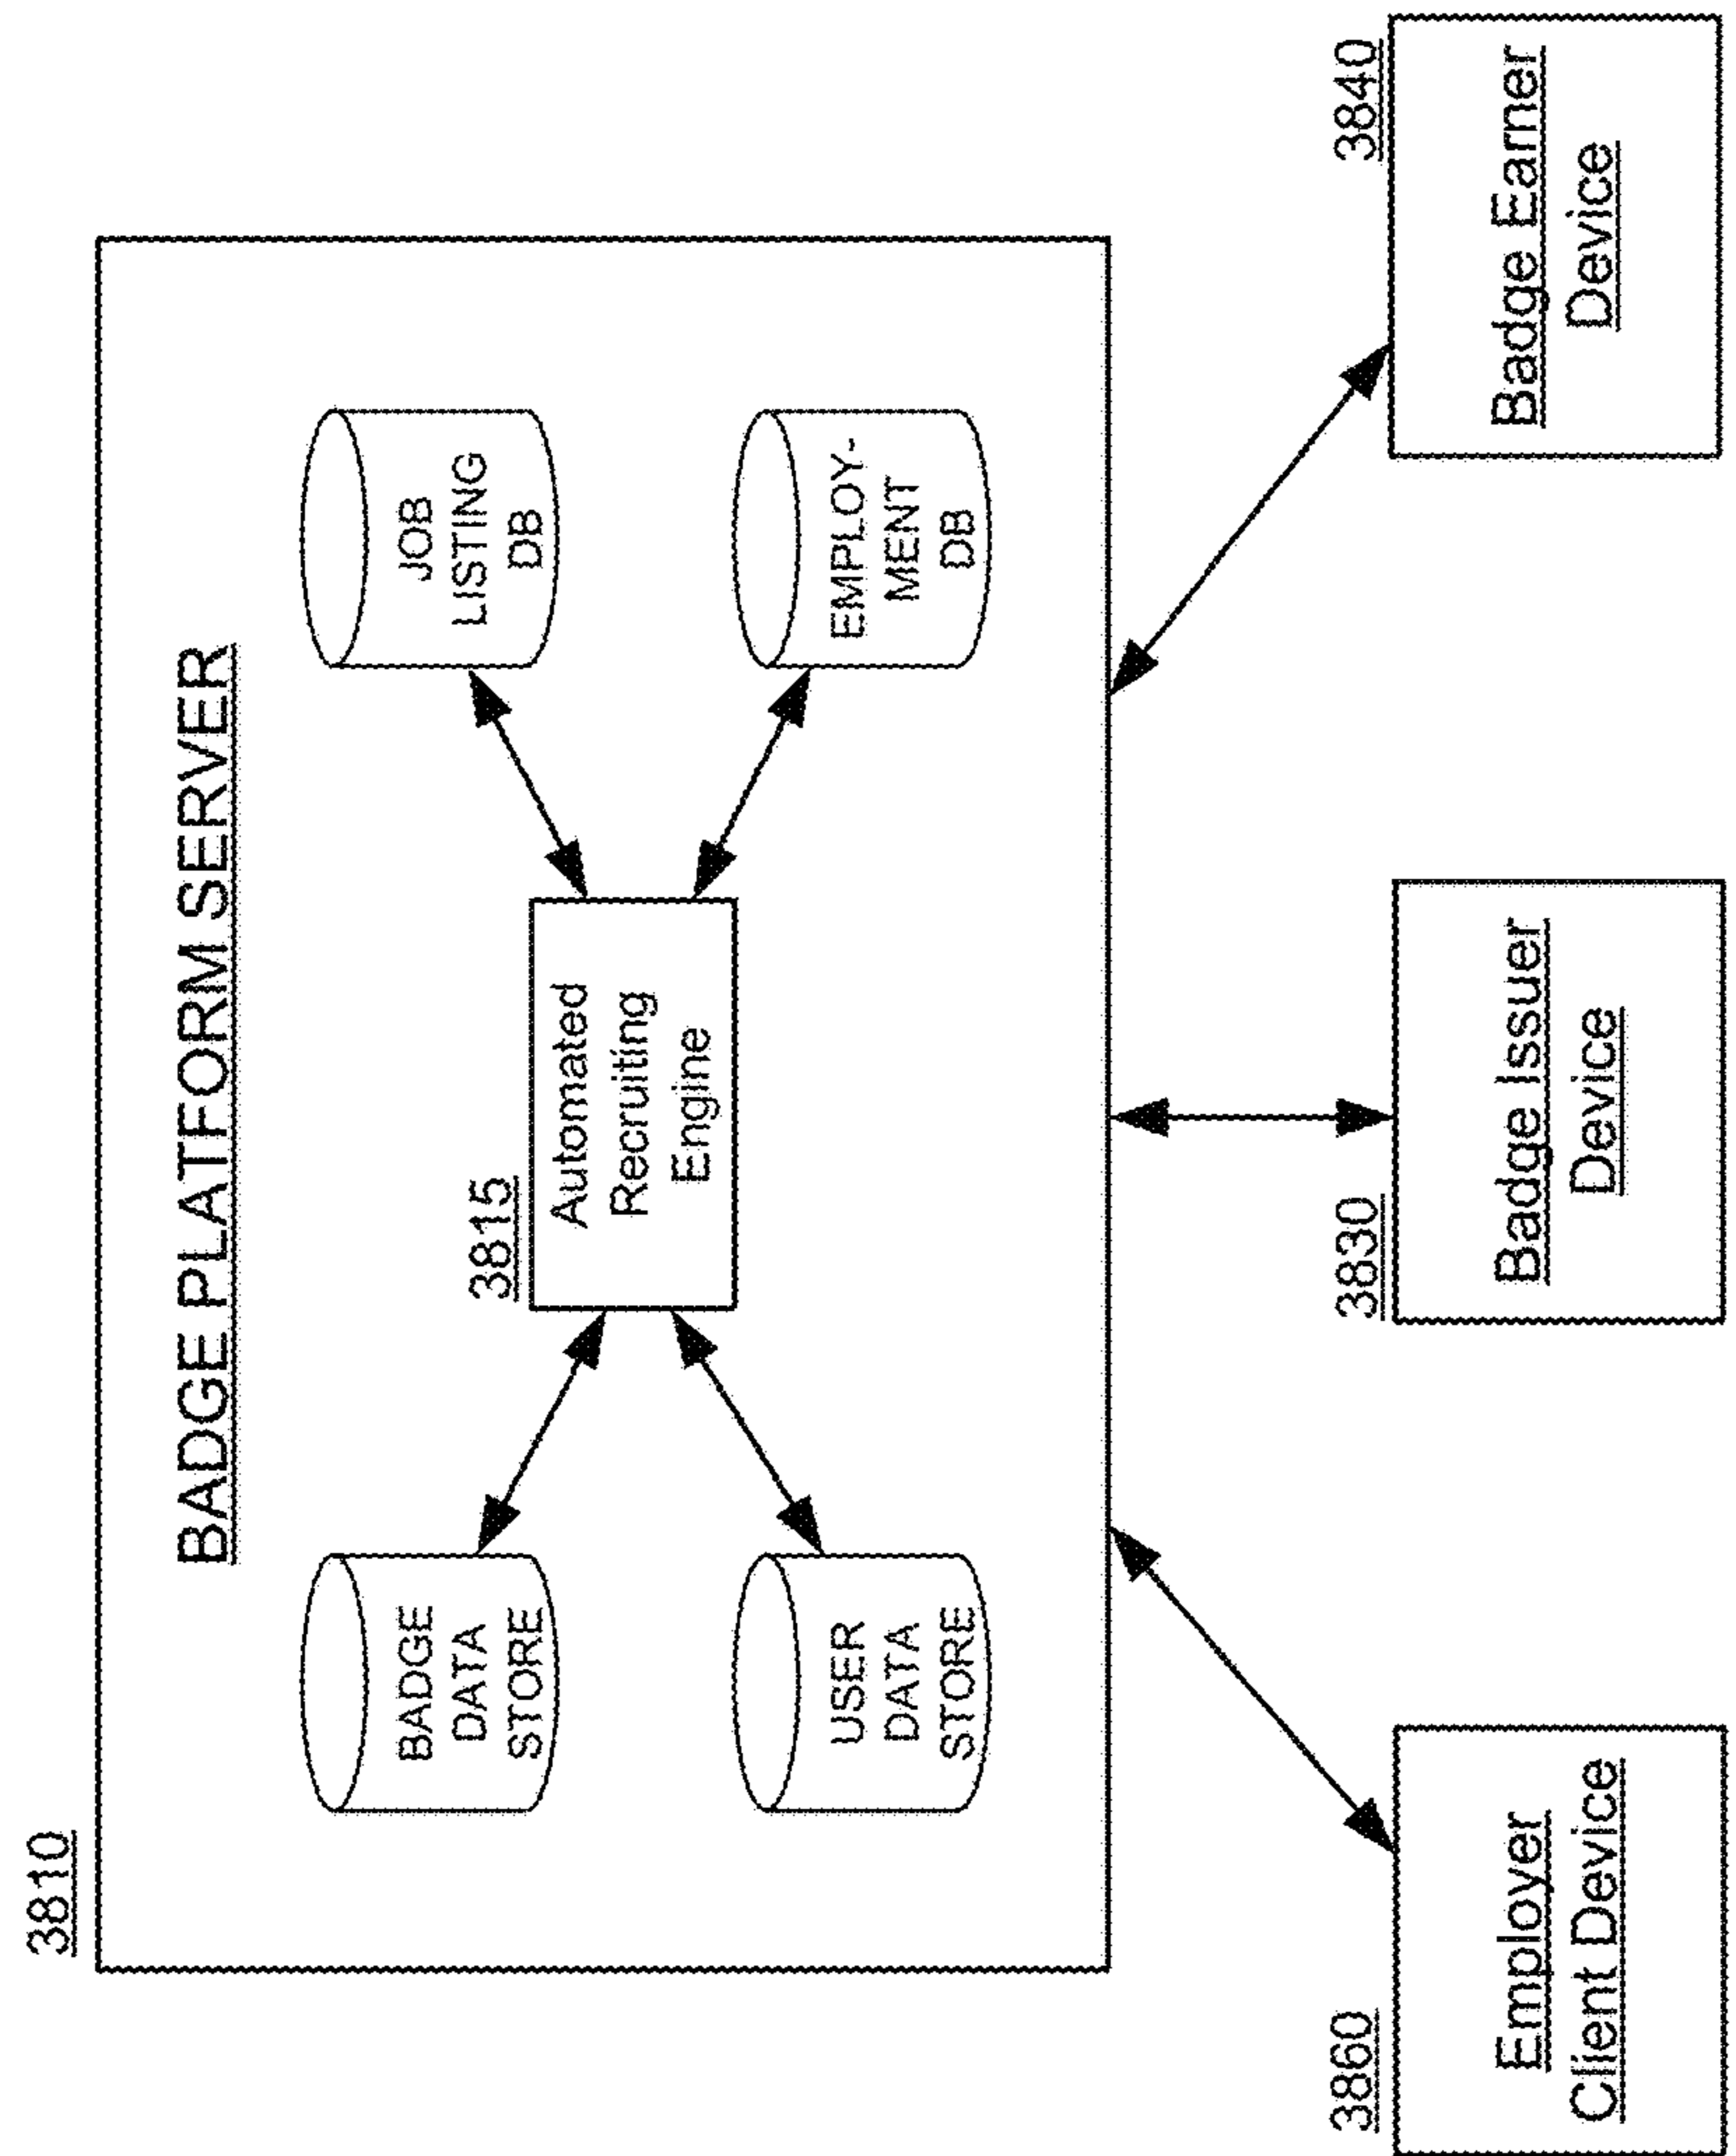 3810
BADGE PLATFORM SERVER
BADGE
DATA
STORE
JOB
LISTING
DB
3815
Automated
Recruiting
Engine
USER
DATA
STORE
EMPLOY-
MENT
DB
3860
Employer
Client Device
3830
Badge Issuer
Device
3840
Badge Earner
Device